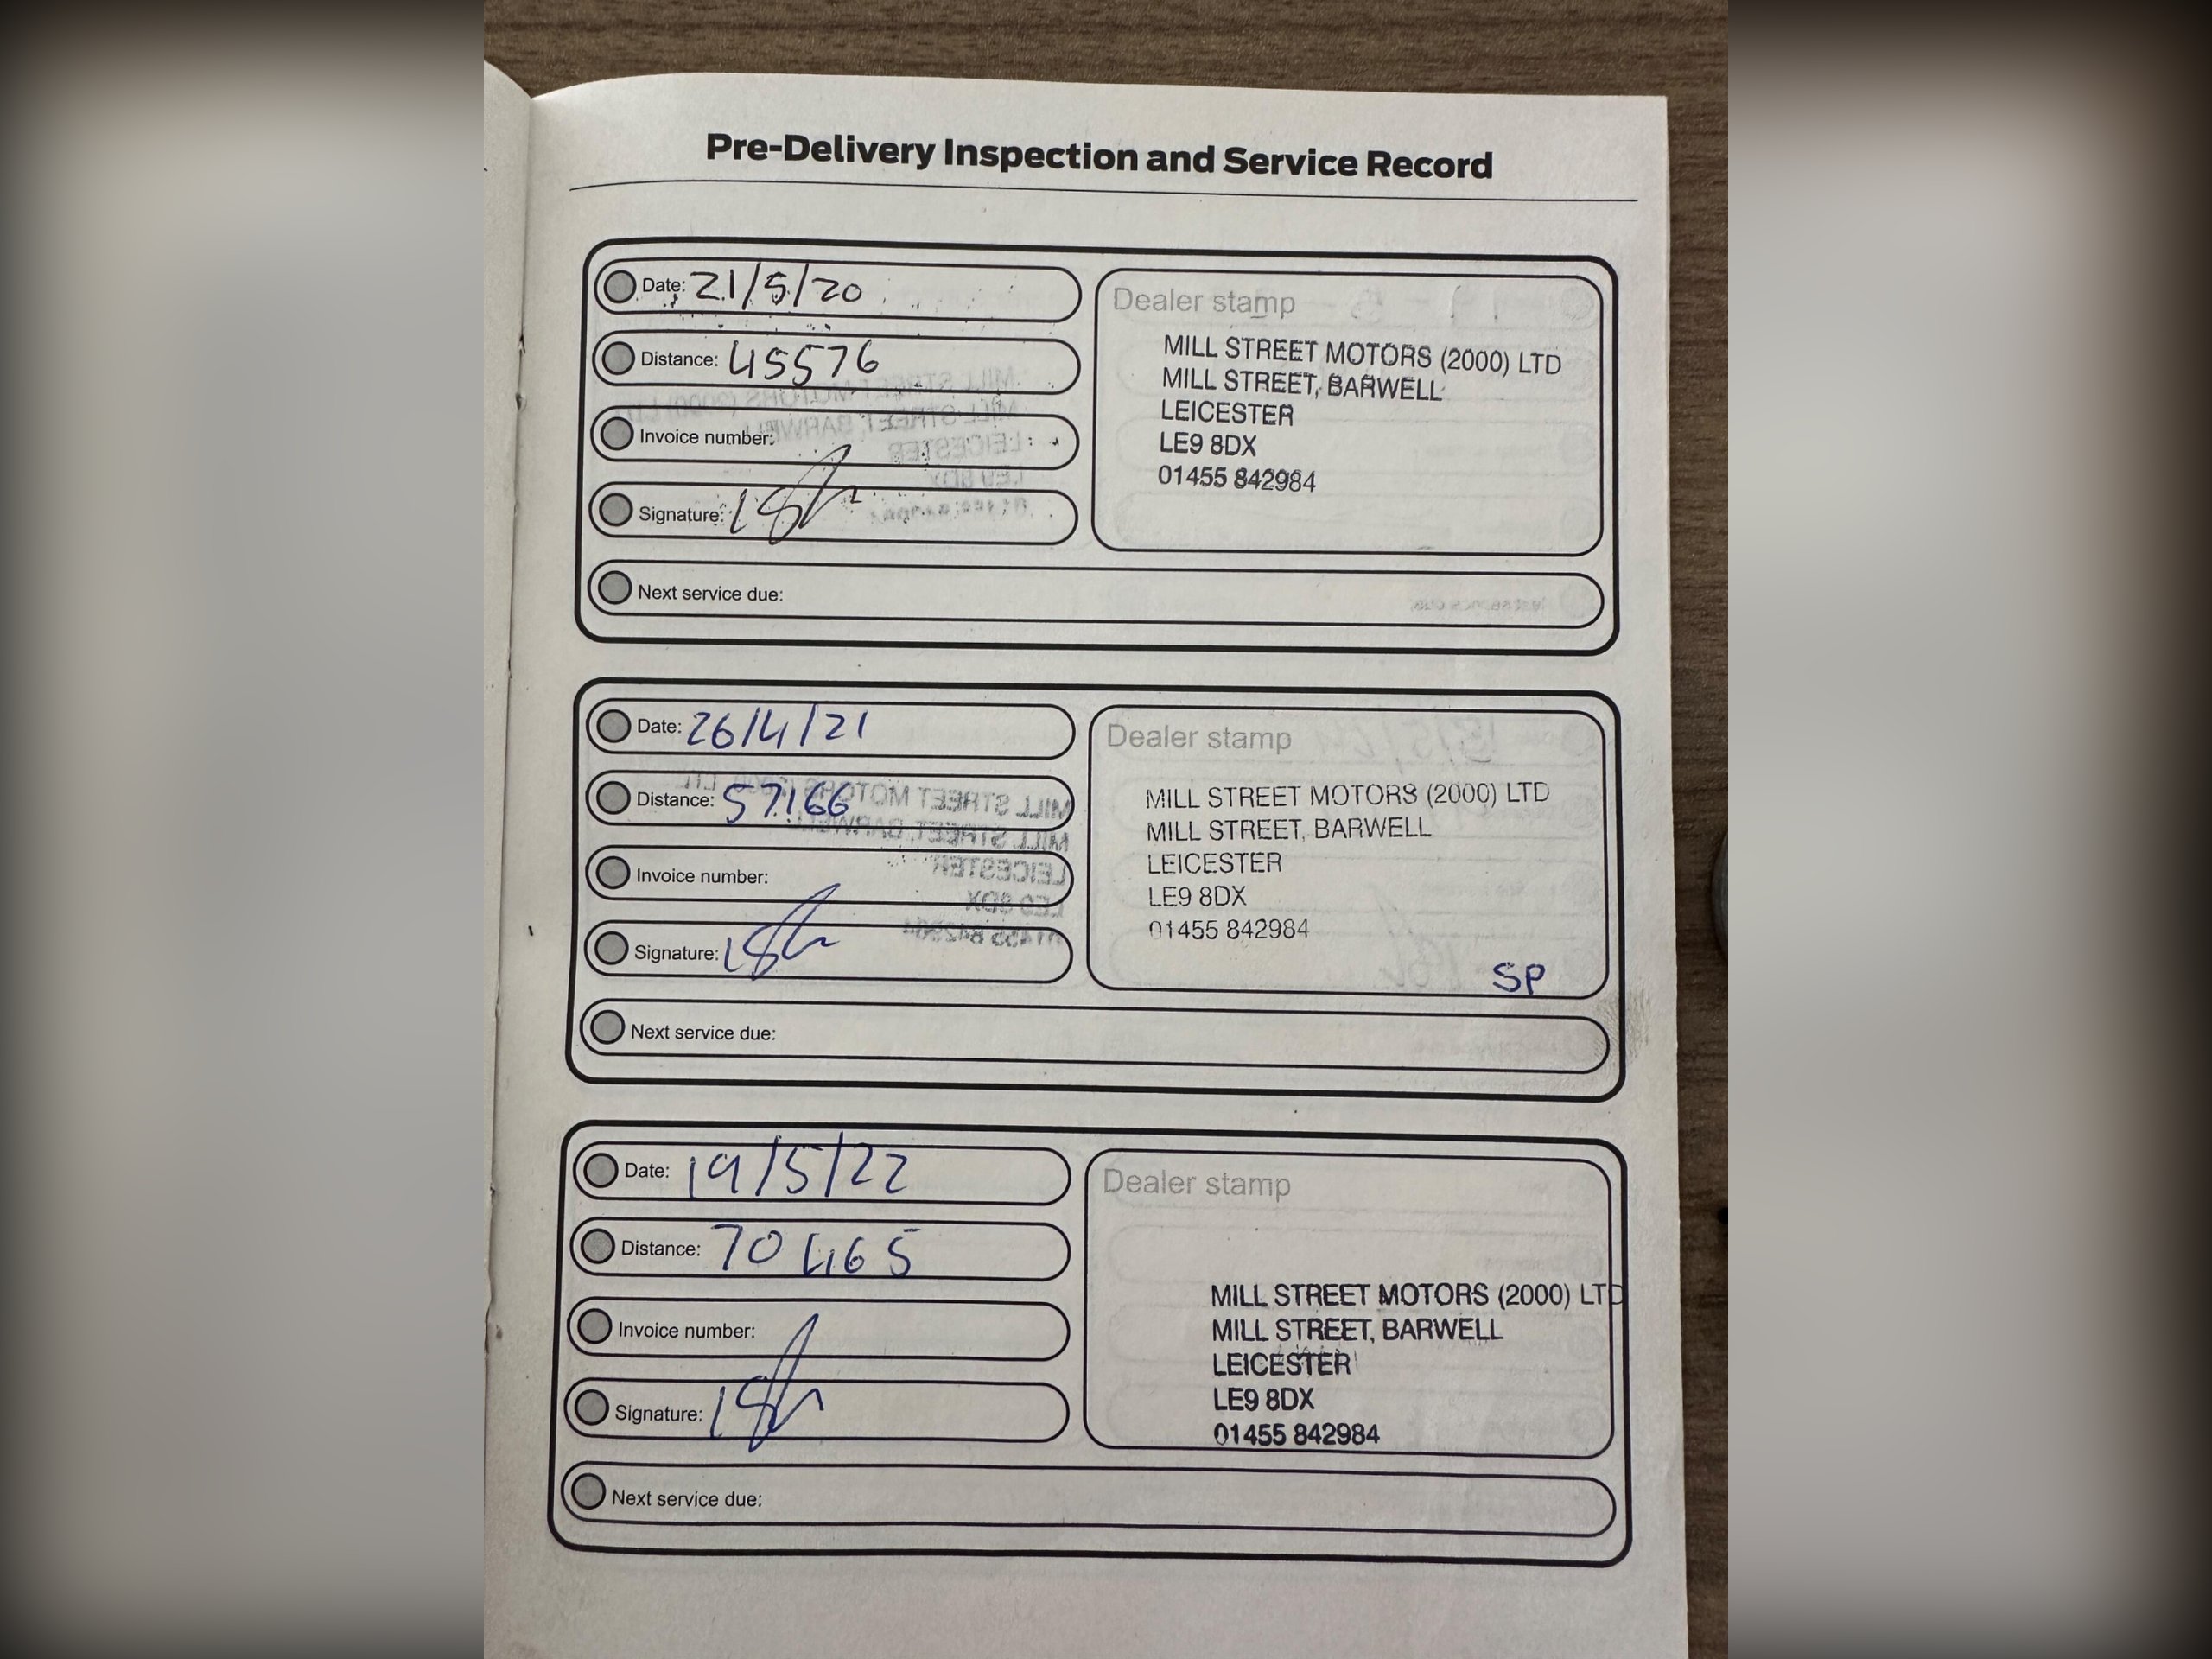 Pre-Delivery Inspection and Service Record
Date: 21/5/20
Distance: 45576
Invoice number:
Signature:
Next service due:
Dealer stamp
MILL STREET MOTORS (2000) LTD
MILL STREET, BARWELL
LEICESTER
LE9 8DX
01455 842984
Date: 26/4/21
Distance: 57166
Invoice number:
Signature:
Next service due:
Dealer stamp
MILL STREET MOTORS (2000) LTD
MILL STREET, BARWELL
LEICESTER
LE9 8DX
01455 842984
SP
Date: 19/5/22
Distance: 70465
Invoice number:
Signature:
Next service due:
Dealer stamp
MILL STREET MOTORS (2000) LTD
MILL STREET, BARWELL
LEICESTER
LE9 8DX
01455 842984